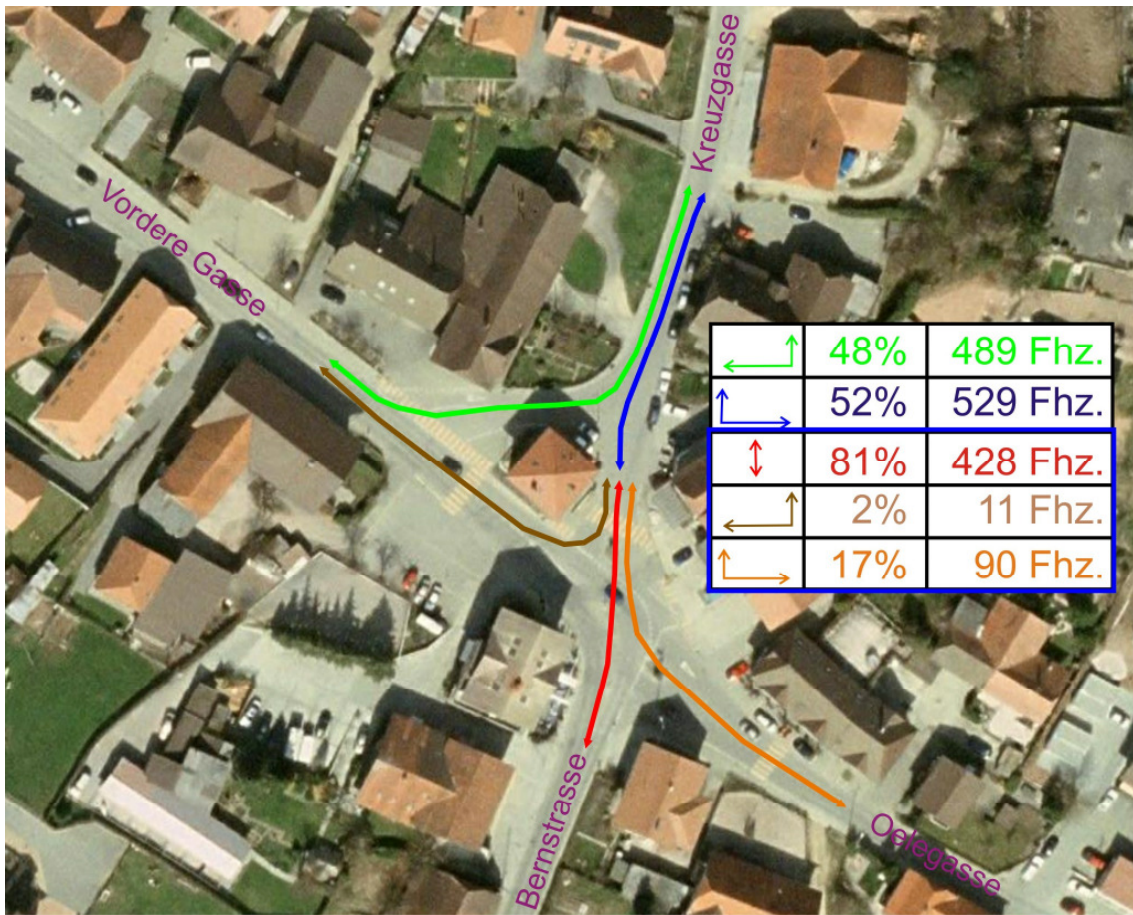 Kreuzgasse
Vordere Gasse
48% 489 Fhz.
52% 529 Fhz.
81% 428 Fhz.
2% 11 Fhz.
17% 90 Fhz.
Bernstrasse
Oelegasse